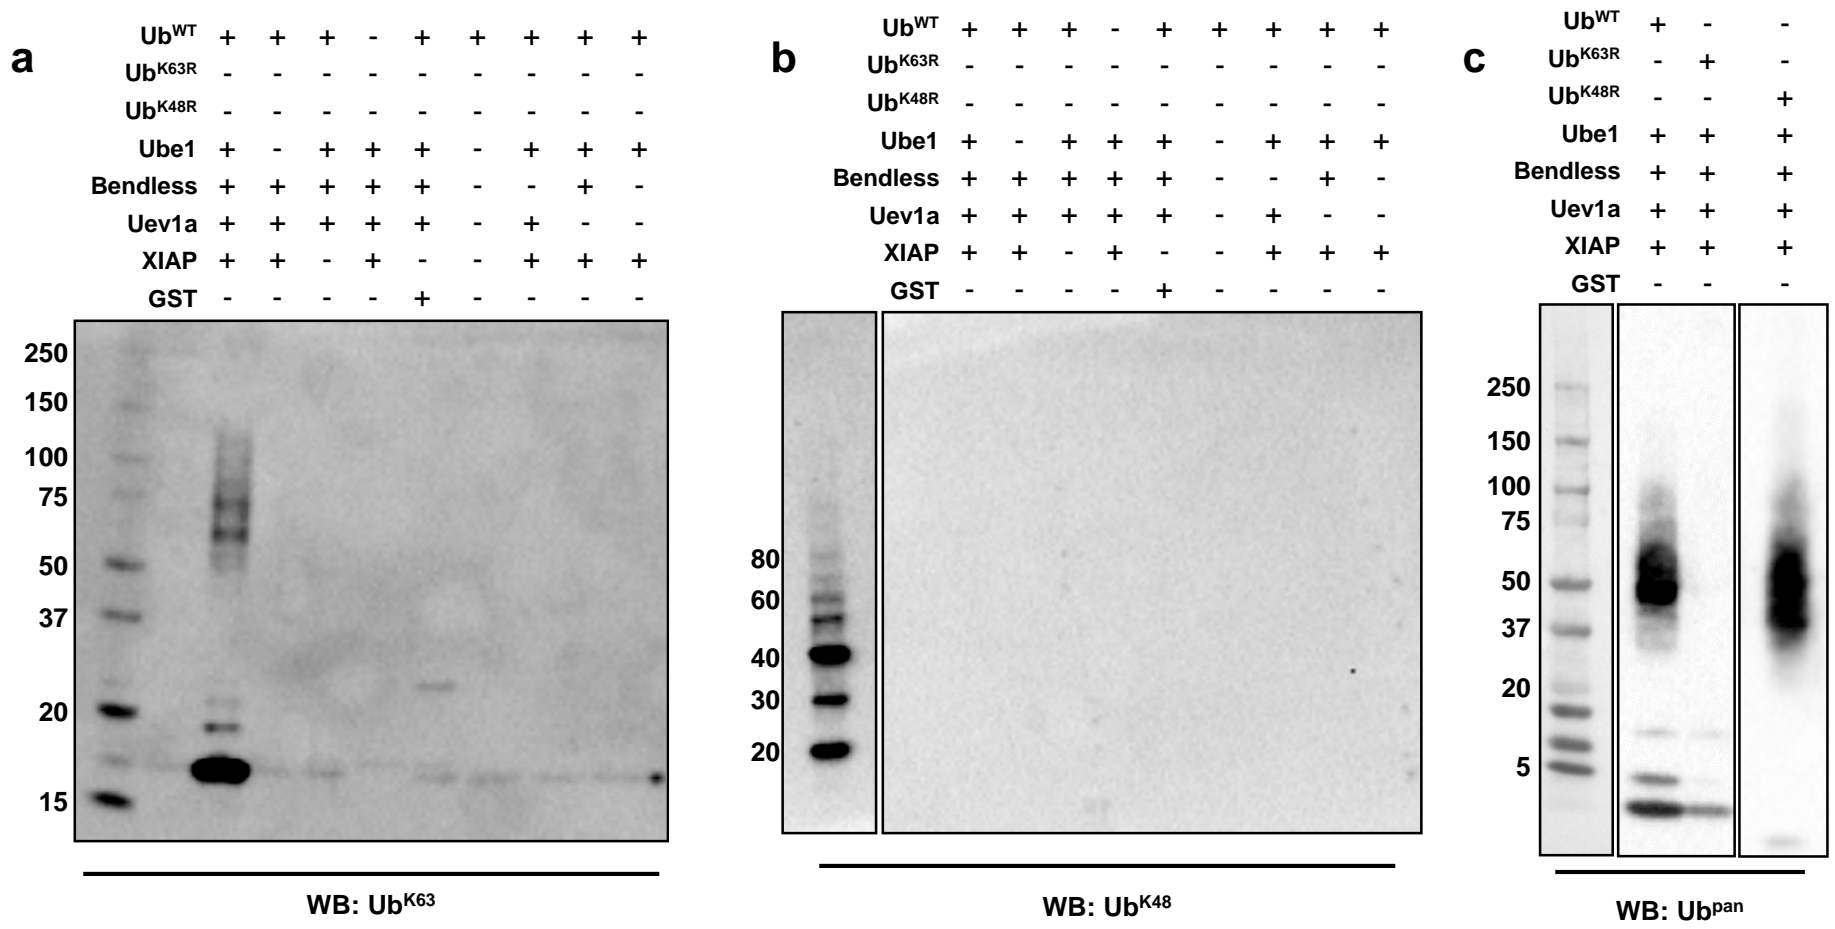 a
Ub^WT + + + - + + + + +
Ub^K63R - - - - - - - - -
Ub^K48R - - - - - - - - -
Ube1 + - + + + - + + +
Bendless + + + + + - - + -
Uev1a + + + + + - + - -
XIAP + + - + - - + + +
GST - - - - + - - - -
250
150
100
75
50
37
20
15
WB: Ub^K63
b
Ub^WT + + + - + + + + +
Ub^K63R - - - - - - - - -
Ub^K48R - - - - - - - - -
Ube1 + - + + + - + + +
Bendless + + + + + - - + -
Uev1a + + + + + - + - -
XIAP + + - + - - + + +
GST - - - - + - - - -
80
60
40
30
20
WB: Ub^K48
c
Ub^WT + - -
Ub^K63R - + -
Ub^K48R - - +
Ube1 + + +
Bendless + + +
Uev1a + + +
XIAP + + +
GST - - -
250
150
100
75
50
37
20
5
WB: Ub^pan